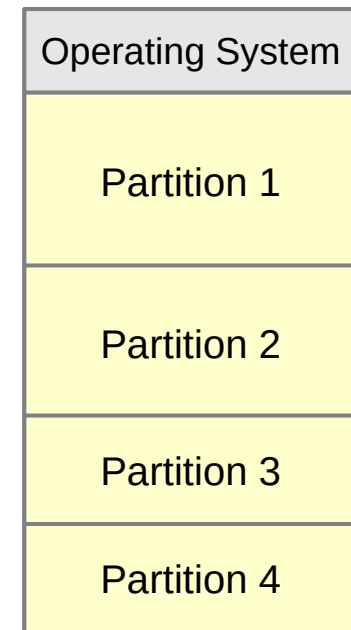 Operating System
Partition 1
Partition 2
Partition 3
Partition 4